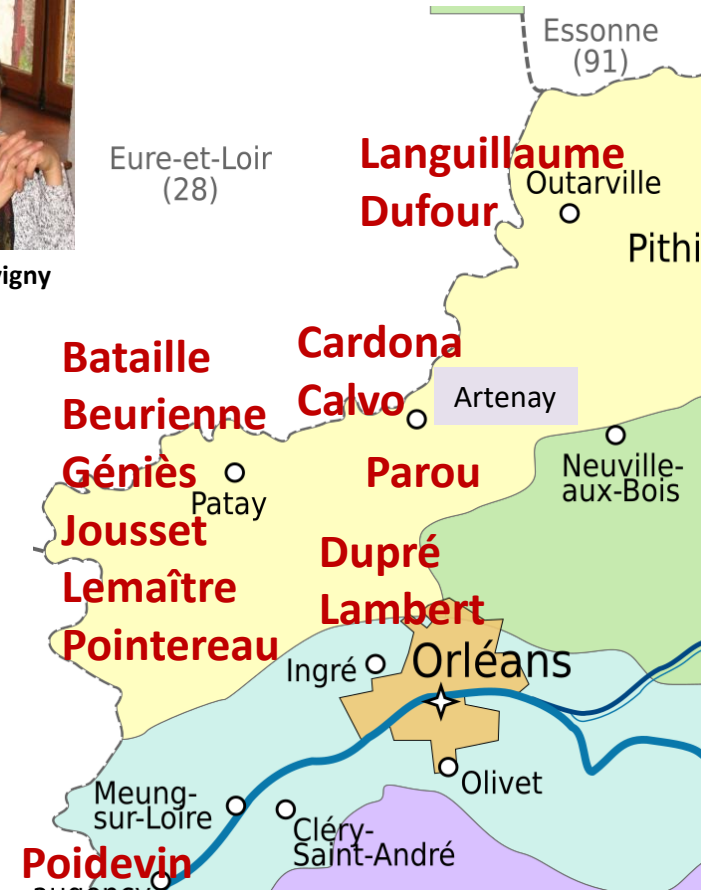 Essonne
(91)
Eure-et-Loir
(28)
Languillaume
Outarville
Dufour
Pithi
vigny
Cardona
Bataille
Calvo
Artenay
Beurienne
Neuville-
aux-Bois
Géniès
Parou
Patay
Jousset
Dupré
Lemaître
Lambert
Pointereau
Ingré
Orléans
Olivet
Meung-
sur-Loire
Cléry-
Saint-André
Poidevin